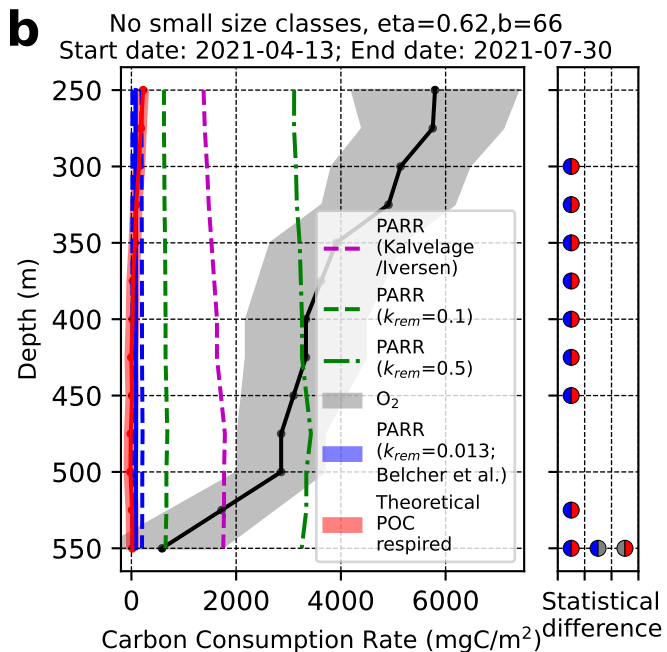 b
No small size classes, eta=0.62,b=66
Start date: 2021-04-13; End date: 2021-07-30
250
300
350
400
450
500
550
Depth (m)
0
2000
4000
6000
Carbon Consumption Rate (mgC/m²)
PARR
(Kalvelage
/Iversen)
PARR
(k_rem=0.1)
PARR
(k_rem=0.5)
O₂
PARR
(k_rem=0.013;
Belcher et al.)
Theoretical
POC
respired
Statistical
difference